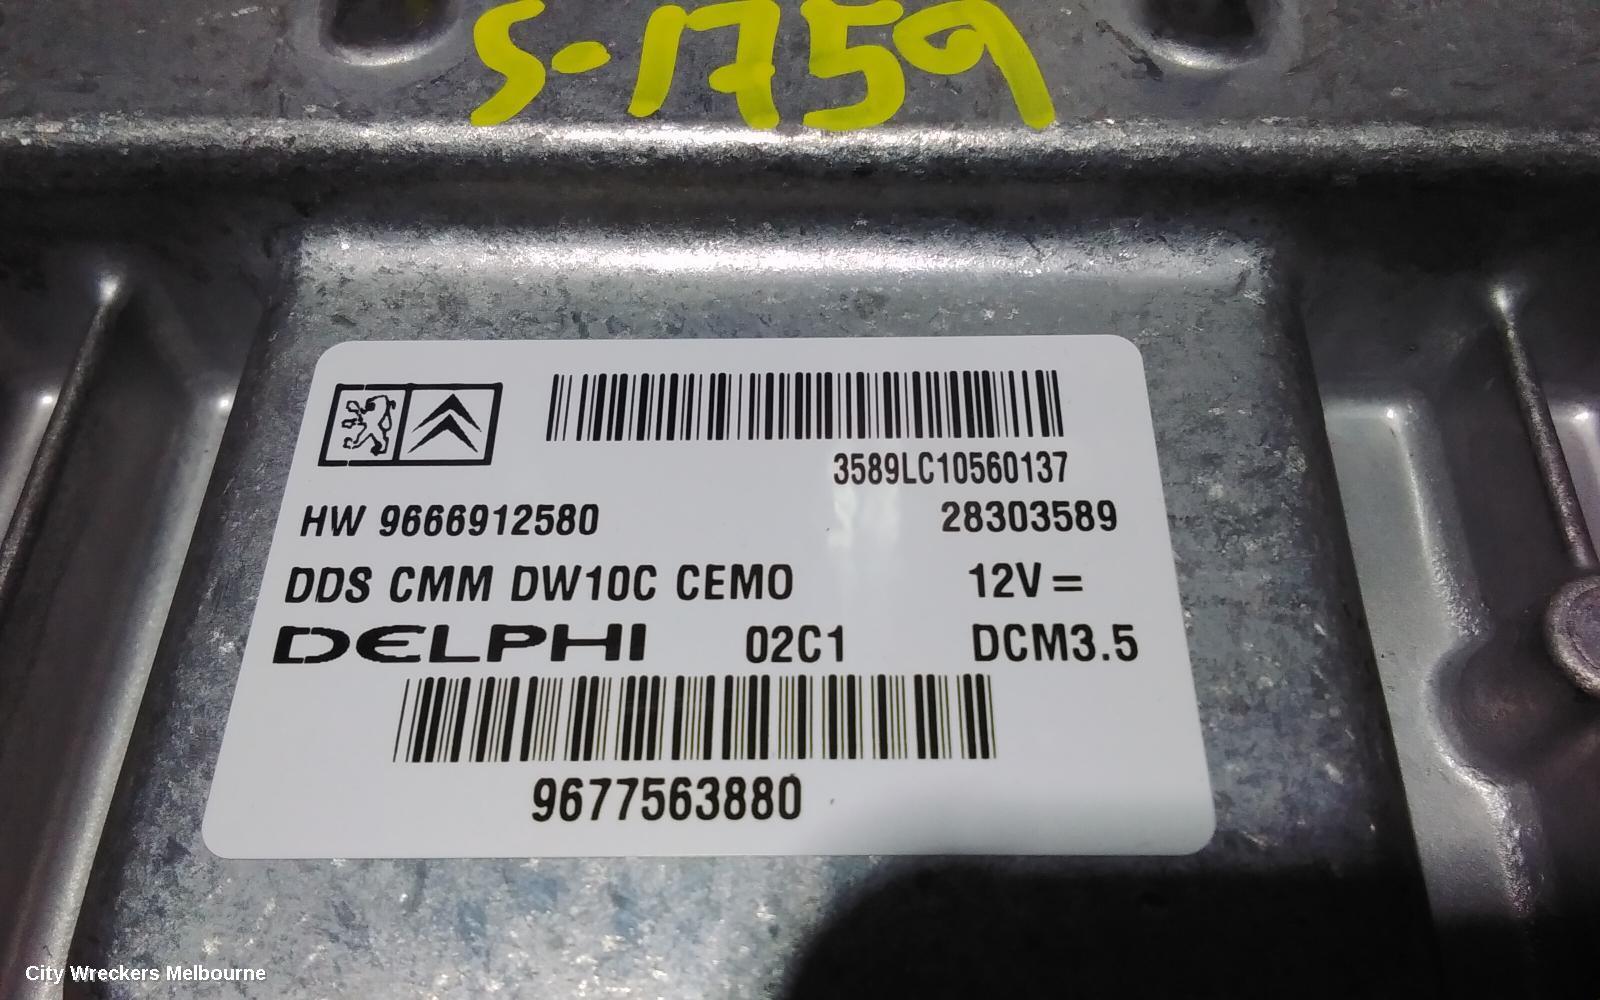 S-1759
3589LC10560137
HW 9666912580 28303589
DDS CMM DW10C CEMO 12V =
DELPHI 02C1 DCM3.5
9677563880
City Wreckers Melbourne